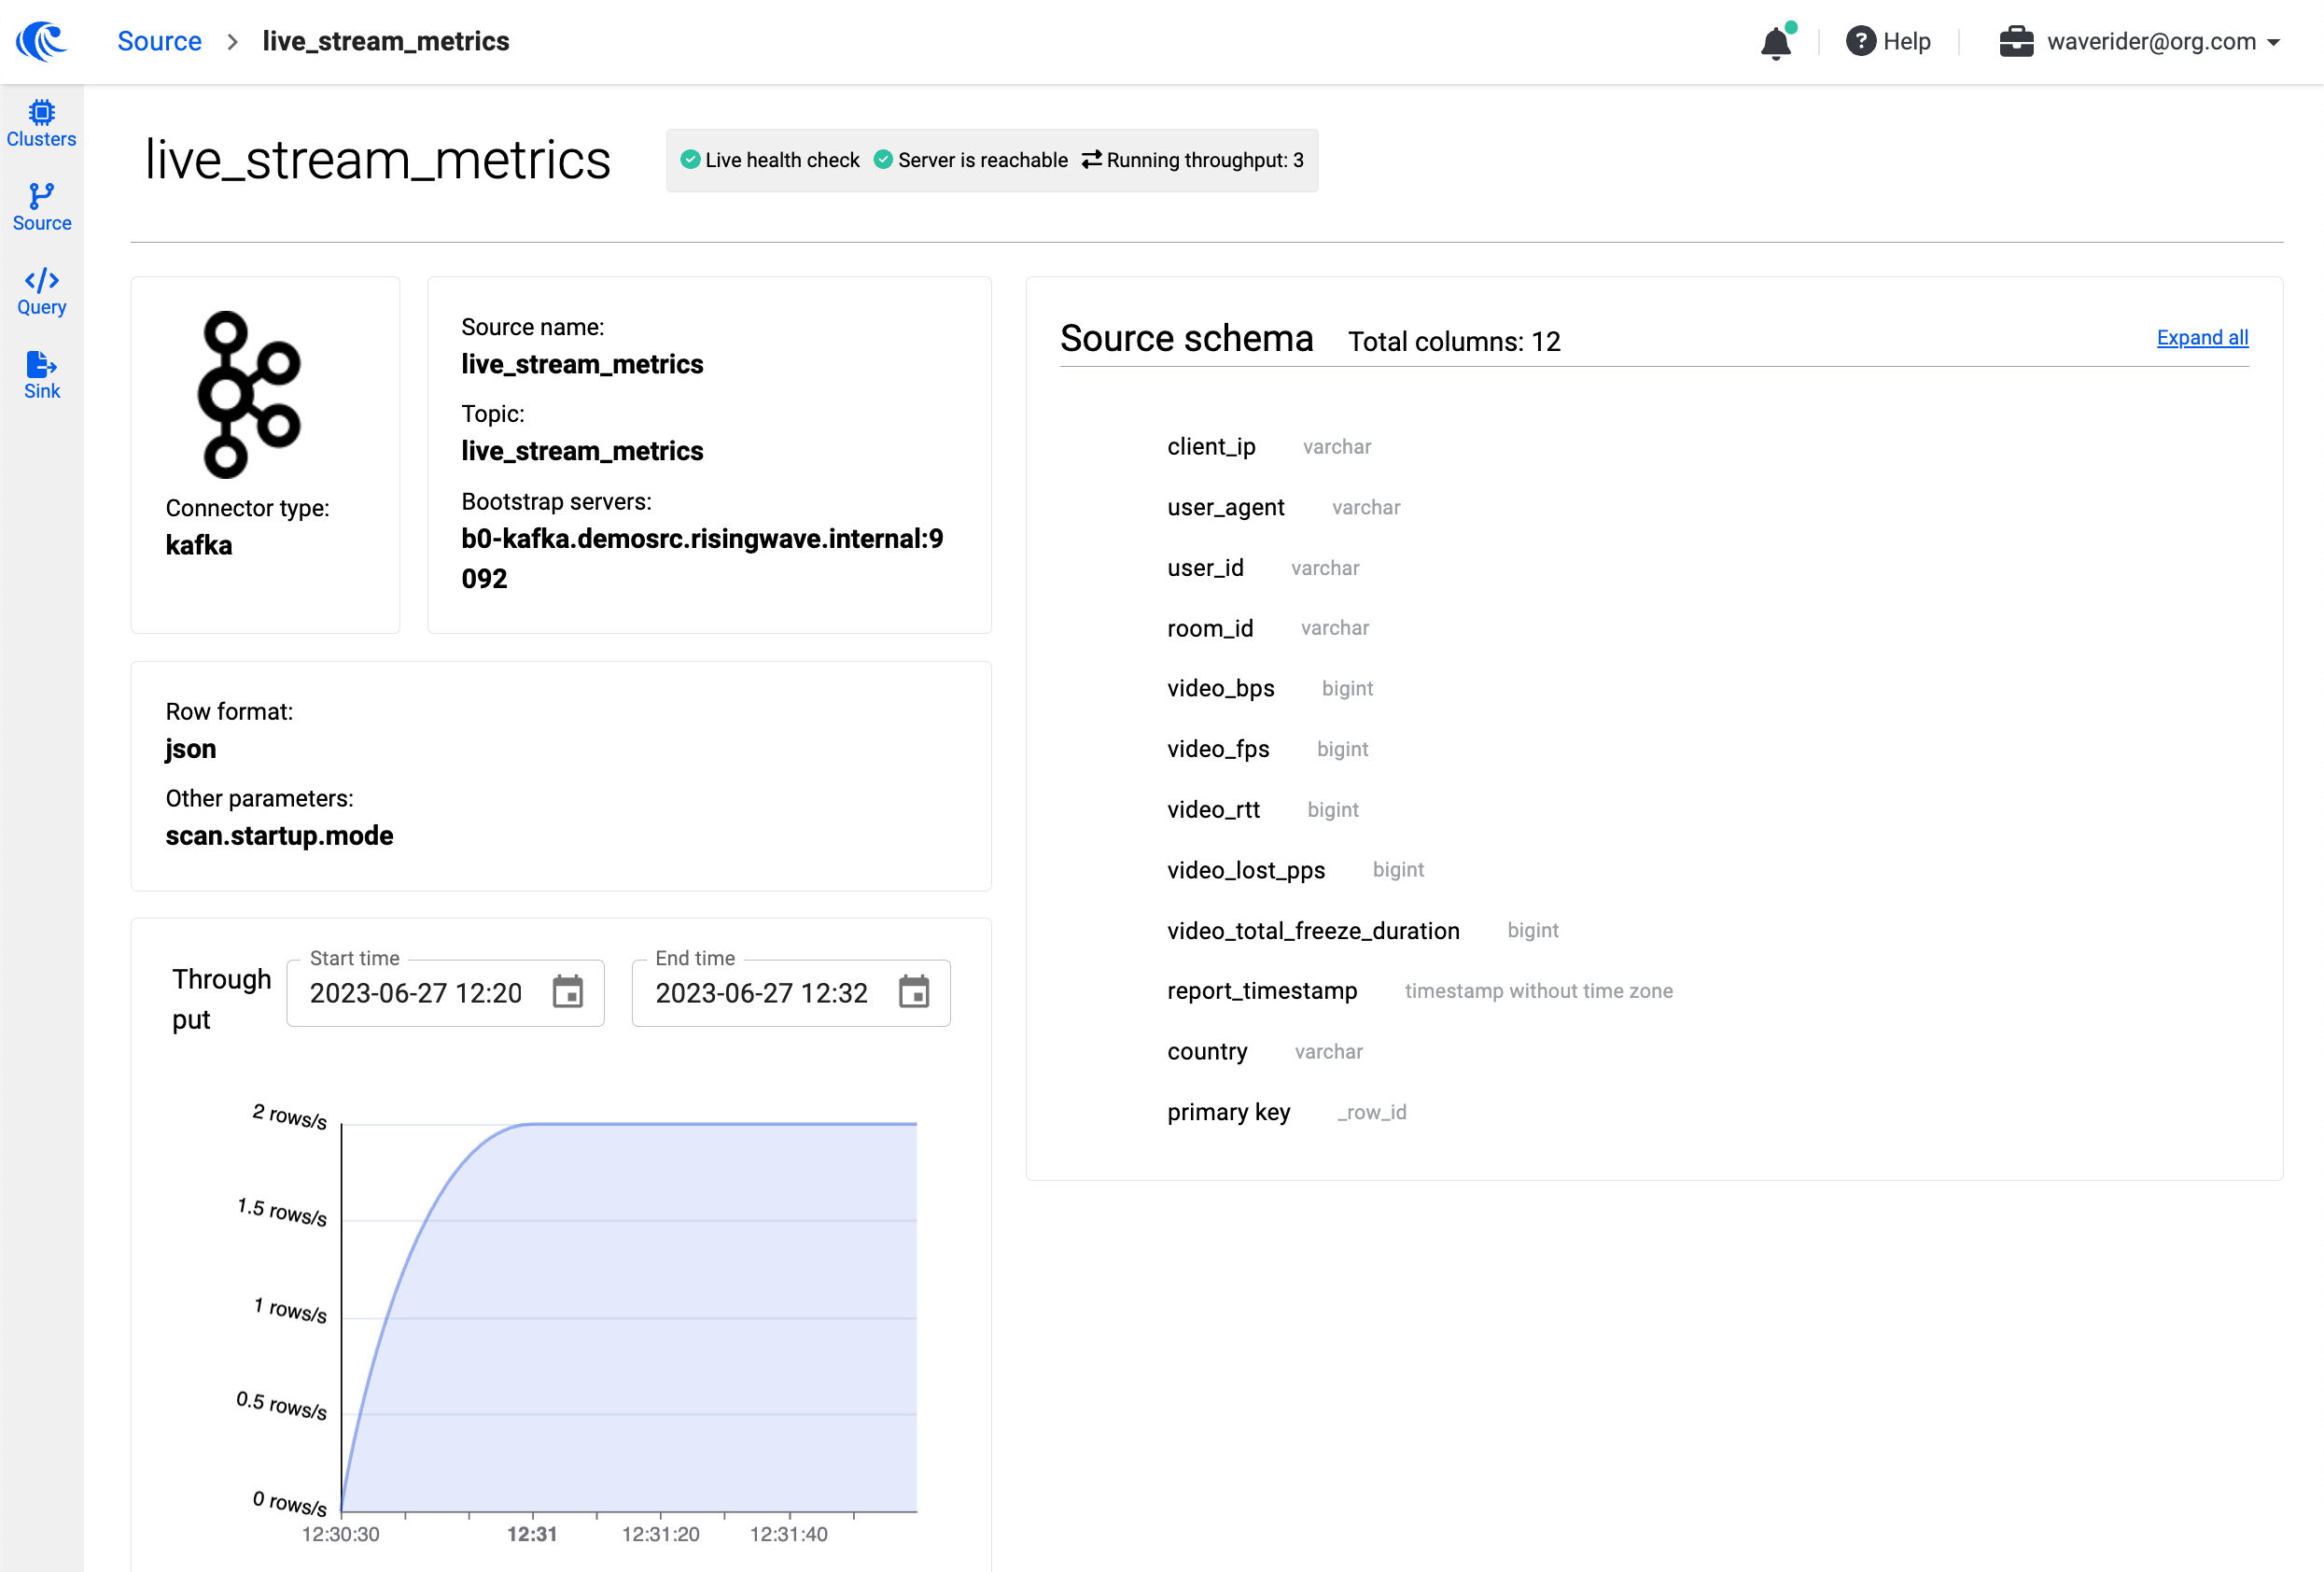 Source > live_stream_metrics
Help
waverider@org.com
Clusters
Source
Query
Sink
live_stream_metrics
Live health check Server is reachable Running throughput: 3
Connector type:
kafka
Source name:
live_stream_metrics
Topic:
live_stream_metrics
Bootstrap servers:
b0-kafka.demosrc.risingwave.internal:9
092
Row format:
json
Other parameters:
scan.startup.mode
Through
put
Start time
2023-06-27 12:20
End time
2023-06-27 12:32
2 rows/s
1.5 rows/s
1 rows/s
0.5 rows/s
0 rows/s
12:30:30 12:31 12:31:20 12:31:40
Source schema Total columns: 12 Expand all
client_ip varchar
user_agent varchar
user_id varchar
room_id varchar
video_bps bigint
video_fps bigint
video_rtt bigint
video_lost_pps bigint
video_total_freeze_duration bigint
report_timestamp timestamp without time zone
country varchar
primary key _row_id